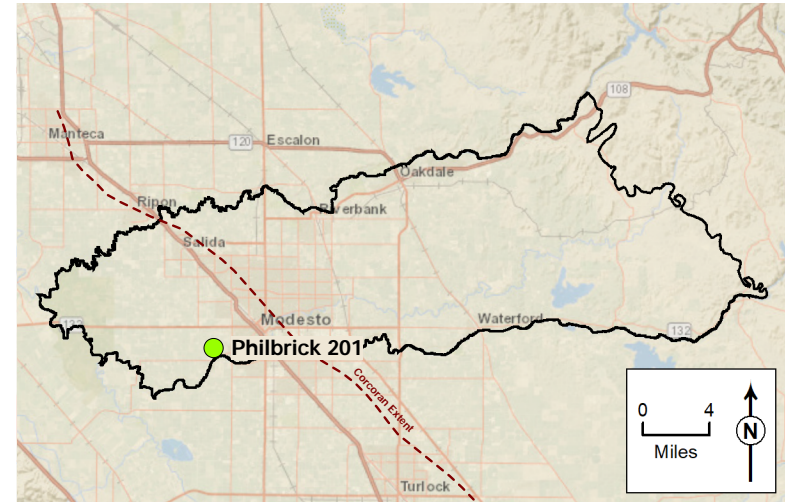 108
Manteca
120
Escalon
Oakdale
Ripon
Riverbank
Salida
Modesto
Waterford
132
132
Philbrick 201
Corcoran Extent
Turlock
0 4
Miles
N